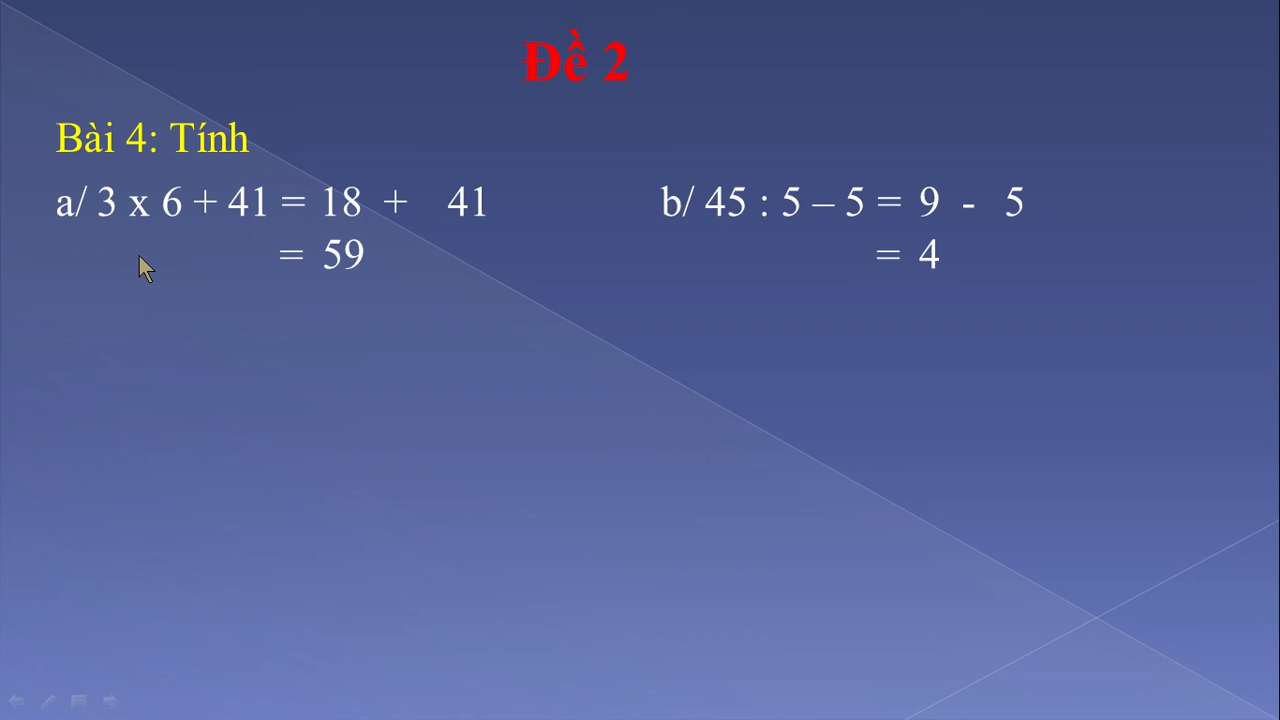 Đề 2
Bài 4: Tính
a/ 3 x 6 + 41 = 18 + 41
= 59
b/ 45 : 5 – 5 = 9 - 5
= 4